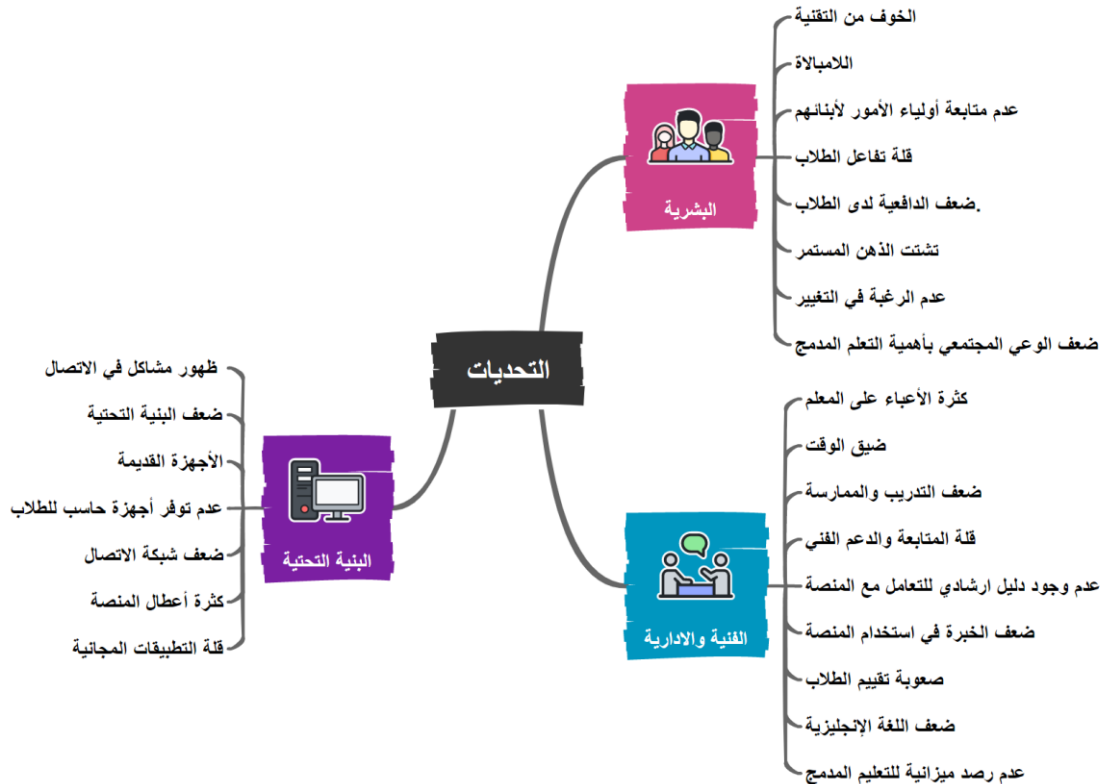 التحديات
البشرية
الخوف من التقنية
اللامبالاة
عدم متابعة أولياء الأمور لأبنائهم
قلة تفاعل الطلاب
ضعف الدافعية لدى الطلاب.
تشتت الذهن المستمر
عدم الرغبة في التغيير
ضعف الوعي المجتمعي بأهمية التعلم المدمج
الفنية والادارية
كثرة الأعباء على المعلم
ضيق الوقت
ضعف التدريب والممارسة
قلة المتابعة والدعم الفني
عدم وجود دليل ارشادي للتعامل مع المنصة
ضعف الخبرة في استخدام المنصة
صعوبة تقييم الطلاب
ضعف اللغة الإنجليزية
عدم رصد ميزانية للتعليم المدمج
البنية التحتية
ظهور مشاكل في الاتصال
ضعف البنية التحتية
الأجهزة القديمة
عدم توفر أجهزة حاسب للطلاب
ضعف شبكة الاتصال
كثرة أعطال المنصة
قلة التطبيقات المجانية